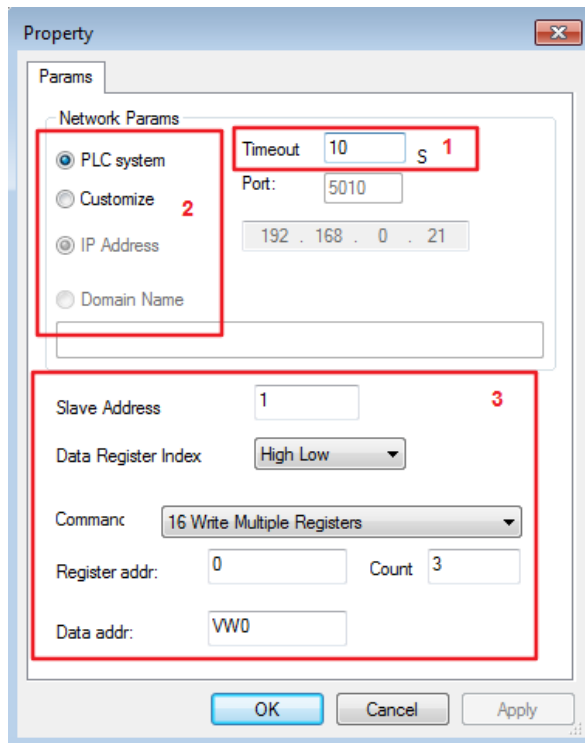 Property
Params
Network Params
PLC system
Timeout 10 S 1
Customize 2
Port: 5010
IP Address
192 . 168 . 0 . 21
Domain Name
3
Slave Address 1
Data Register Index High Low
Commanc 16 Write Multiple Registers
Register addr: 0 Count 3
Data addr: VW0
OK Cancel Apply